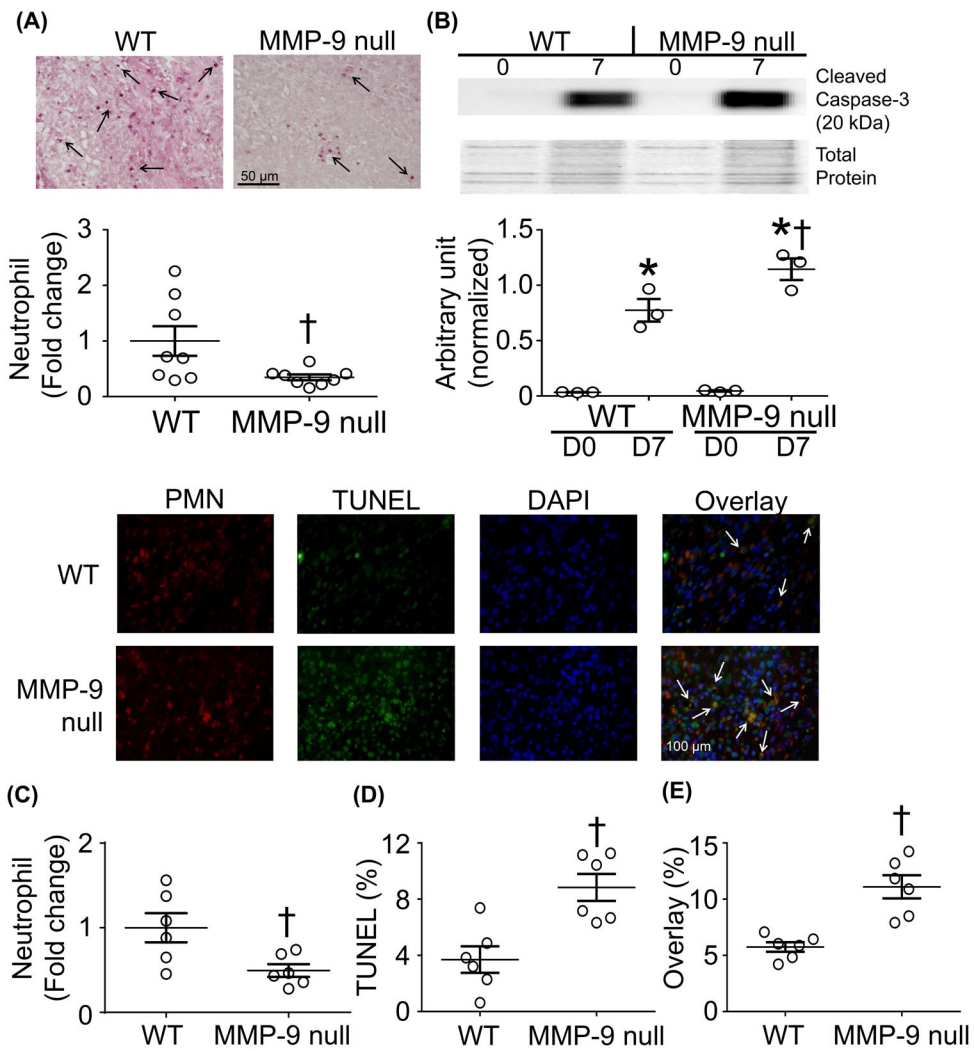 (A)
WT MMP-9 null
50 µm
Neutrophil
(Fold change)
3
2
1
0
†
WT MMP-9 null
(B)
WT MMP-9 null
0 7 0 7
Cleaved
Caspase-3
(20 kDa)
Total
Protein
Arbitrary unit
(normalized)
1.5
1.0
0.5
0
*
*†
WT MMP-9 null
D0 D7 D0 D7
PMN TUNEL DAPI Overlay
WT
MMP-9
null
100 µm
(C)
Neutrophil
(Fold change)
2
1
0
†
WT MMP-9 null
(D)
TUNEL (%)
12
8
4
0
†
WT MMP-9 null
(E)
Overlay (%)
15
10
5
0
†
WT MMP-9 null